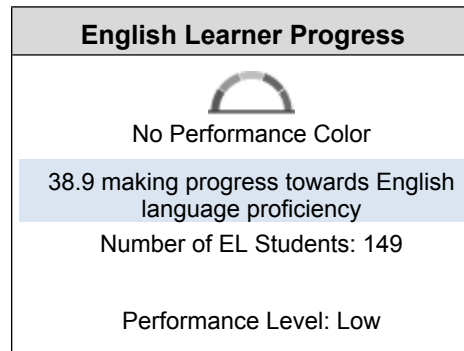 English Learner Progress
No Performance Color
38.9 making progress towards English
language proficiency
Number of EL Students: 149
Performance Level: Low